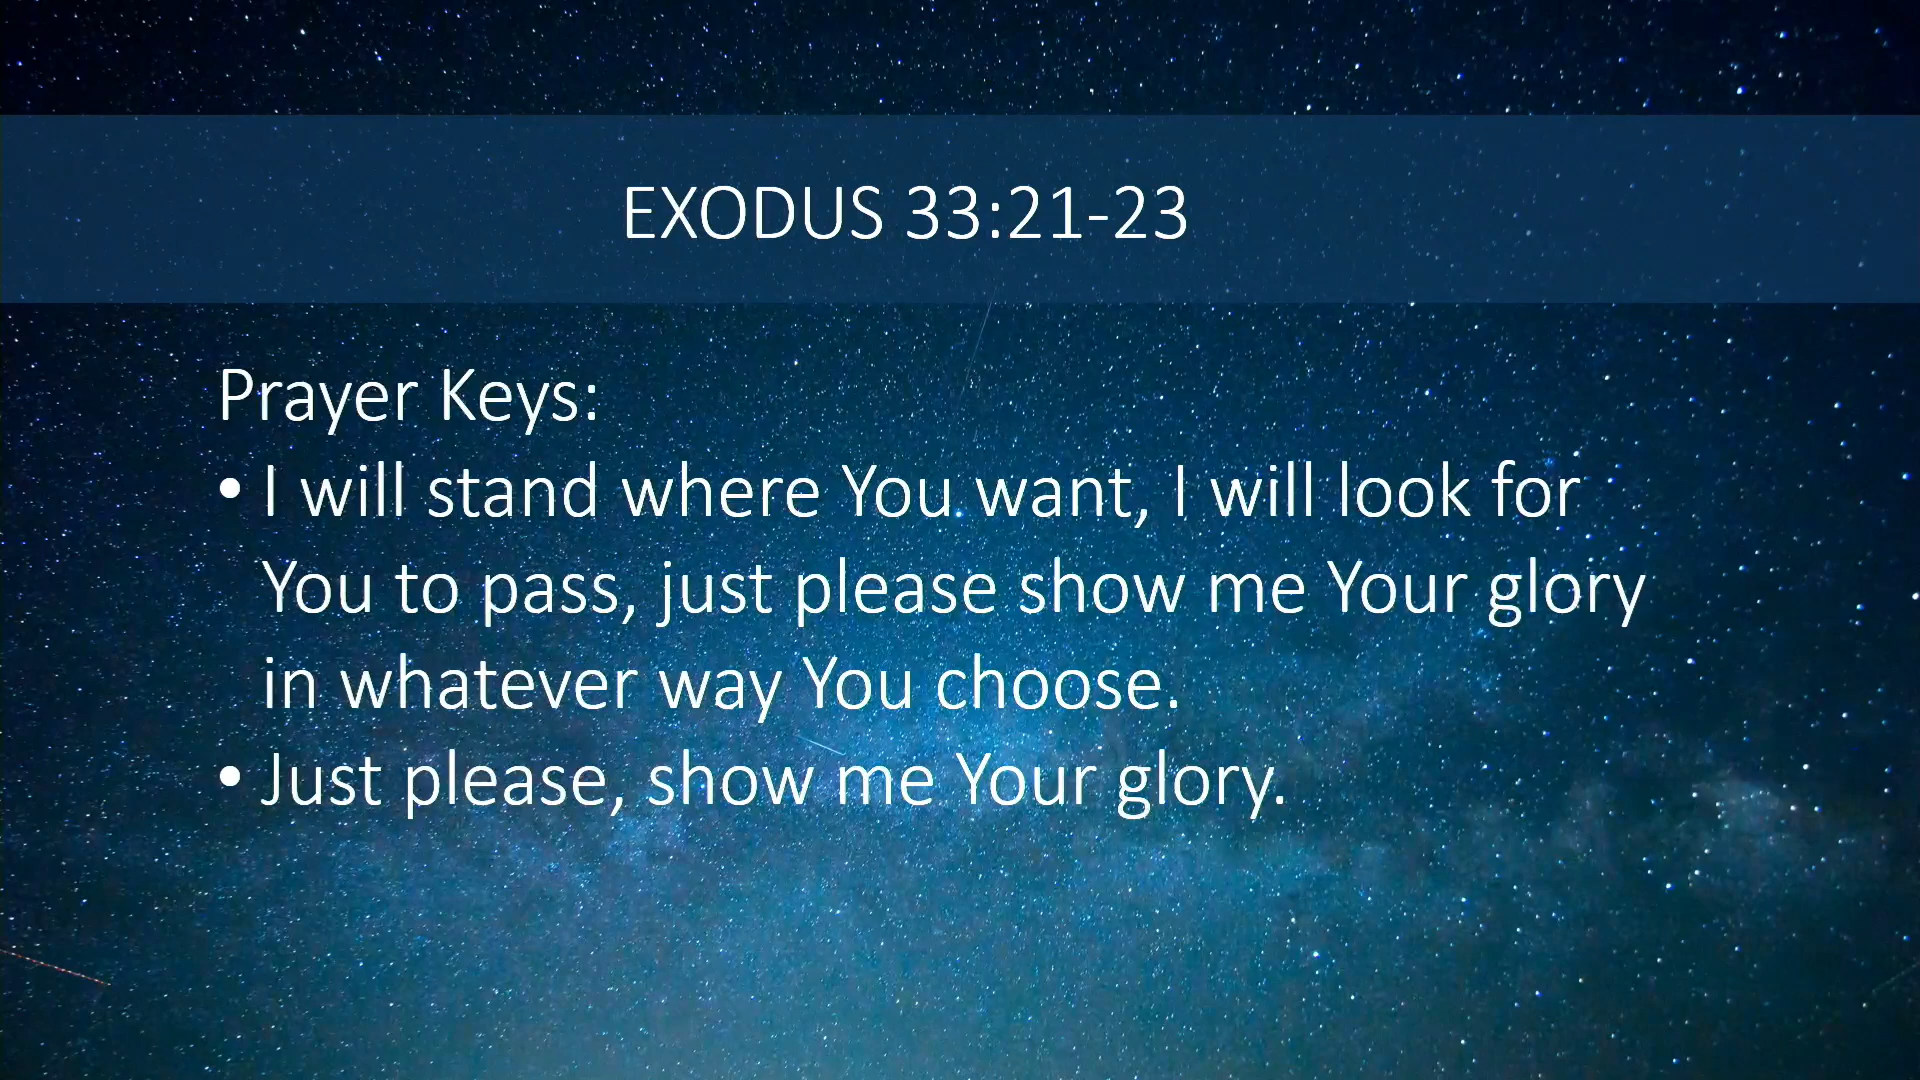 EXODUS 33:21-23
Prayer Keys:
• I will stand where You want, I will look for
You to pass, just please show me Your glory
in whatever way You choose.
• Just please, show me Your glory.